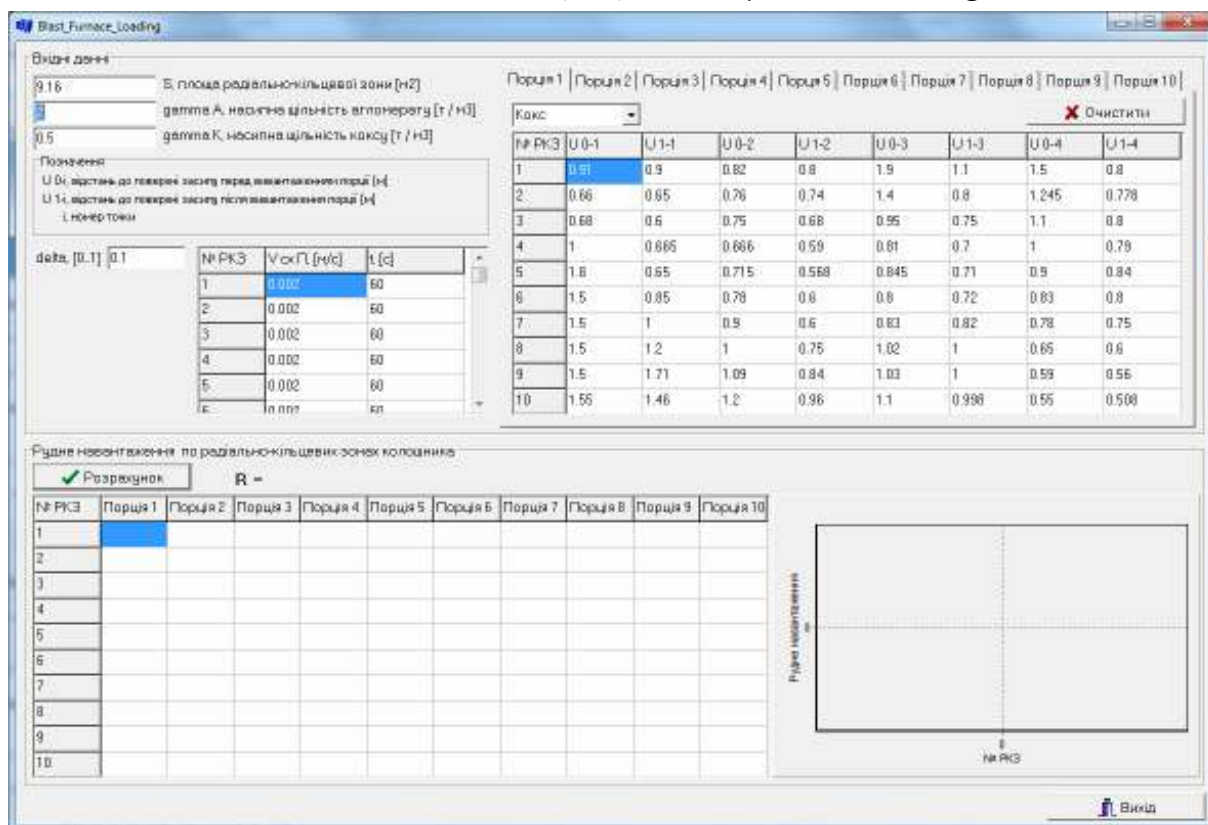 Blast_Furnace_Loading
Вхідні данні
9.16 S, площа радіально-кільцевої зони [м2]
gamma A, насипна щільність агломерату [т / м3]
0.5 gamma K, насипна щільність коксу [т / м3]
Позначення
U 0i, відстань до поверхні засипу перед вивантаженням порції [м]
U 1i, відстань до поверхні засипу після вивантаження порції [м]
i, номер точки
delta, [0..1] 0.1
№ РКЗ V сх П [м/с] t [с]
1 0.002 60
2 0.002 60
3 0.002 60
4 0.002 60
5 0.002 60
6 0.002 60
Порція 1 Порція 2 Порція 3 Порція 4 Порція 5 Порція 6 Порція 7 Порція 8 Порція 9 Порція 10
Кокс Очистити
№ РКЗ U 0-1 U 1-1 U 0-2 U 1-2 U 0-3 U 1-3 U 0-4 U 1-4
1 0.91 0.9 0.82 0.8 1.9 1.1 1.5 0.8
2 0.66 0.65 0.76 0.74 1.4 0.8 1.245 0.778
3 0.68 0.6 0.75 0.68 0.95 0.75 1.1 0.8
4 1 0.665 0.666 0.59 0.81 0.7 1 0.79
5 1.6 0.65 0.715 0.568 0.845 0.71 0.9 0.84
6 1.5 0.85 0.78 0.6 0.8 0.72 0.83 0.8
7 1.5 1 0.9 0.6 0.83 0.82 0.78 0.75
8 1.5 1.2 1 0.75 1.02 1 0.65 0.6
9 1.5 1.71 1.09 0.84 1.03 1 0.59 0.56
10 1.55 1.46 1.2 0.96 1.1 0.998 0.55 0.508
Рудне навантаження по радіально-кільцевих зонах колошника
Розрахунок R =
№ РКЗ Порція 1 Порція 2 Порція 3 Порція 4 Порція 5 Порція 6 Порція 7 Порція 8 Порція 9 Порція 10
1
2
3
4
5
6
7
8
9
10
Рудне навантаження
0
0
№ РКЗ
Вихід